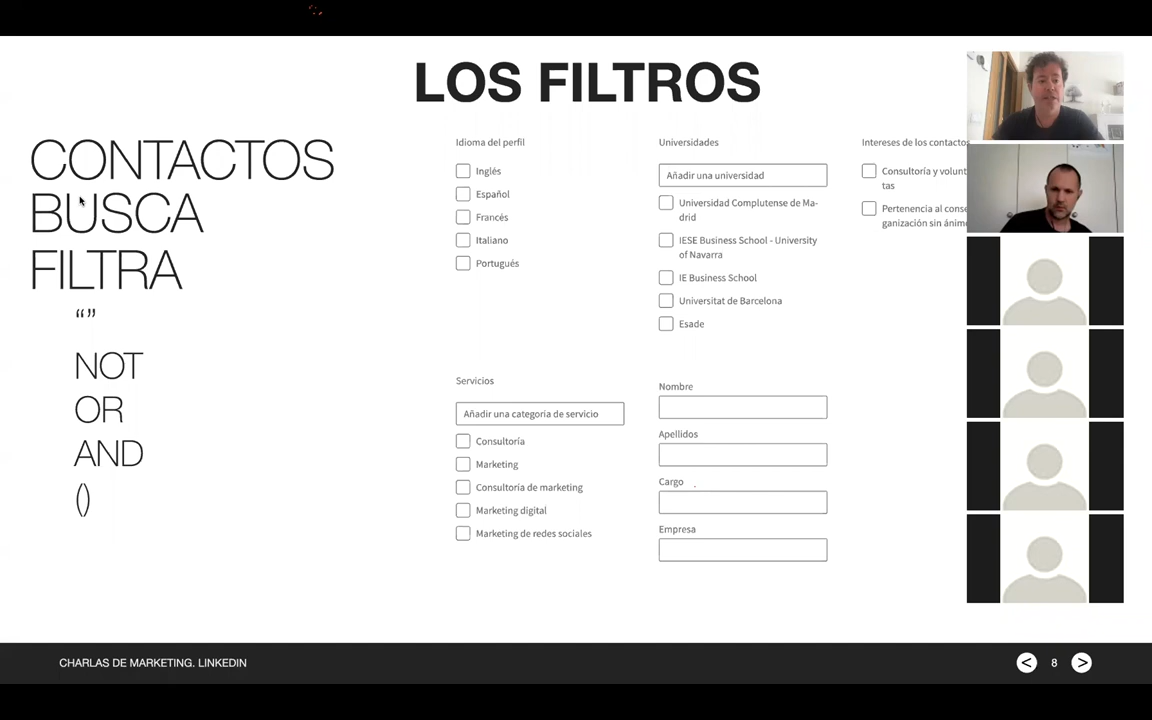 LOS FILTROS
CONTACTOS
BUSCA
FILTRA
“”
NOT
OR
AND
()
Idioma del perfil
Inglés
Español
Francés
Italiano
Portugués
Universidades
Añadir una universidad
Universidad Complutense de Ma-
drid
IESE Business School - University
of Navarra
IE Business School
Universitat de Barcelona
Esade
Intereses de los contactos
Consultoría y volunt
tas
Pertenencia al conse
ganización sin ánim
Servicios
Añadir una categoría de servicio
Consultoría
Marketing
Consultoría de marketing
Marketing digital
Marketing de redes sociales
Nombre
Apellidos
Cargo
Empresa
CHARLAS DE MARKETING. LINKEDIN
< 8 >